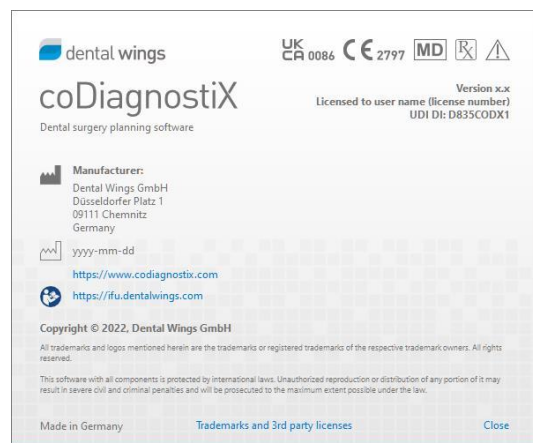 dental wings
UK CA 0086 CE 2797 MD Rx
coDiagnostiX
Dental surgery planning software
Version x.x
Licensed to user name (license number)
UDI DI: D835CODX1
Manufacturer:
Dental Wings GmbH
Düsseldorfer Platz 1
09111 Chemnitz
Germany
yyyy-mm-dd
https://www.codiagnostix.com
https://ifu.dentalwings.com
Copyright © 2022, Dental Wings GmbH
All trademarks and logos mentioned herein are the trademarks or registered trademarks of the respective trademark owners. All rights
reserved.
This software with all components is protected by international laws. Unauthorized reproduction or distribution of any portion of it may
result in severe civil and criminal penalties and will be prosecuted to the maximum extent possible under the law.
Made in Germany
Trademarks and 3rd party licenses
Close